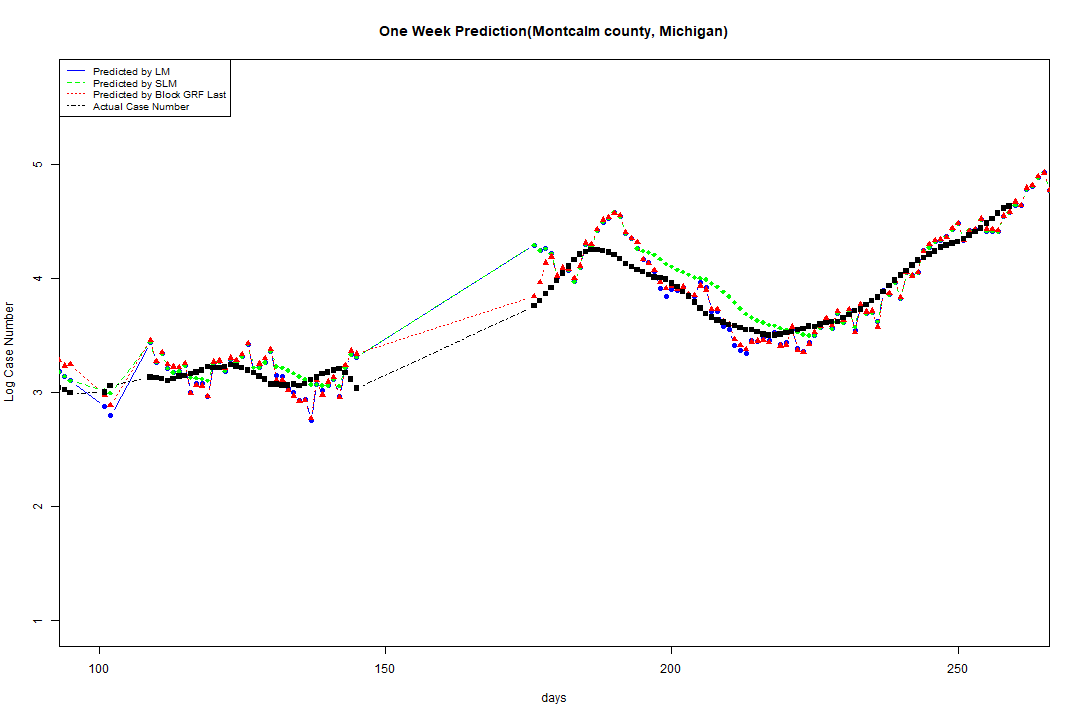 One Week Prediction(Montcalm county, Michigan)
Predicted by LM
Predicted by SLM
Predicted by Block GRF Last
Actual Case Number
5
4
3
2
1
Log Case Number
100 150 200 250
days